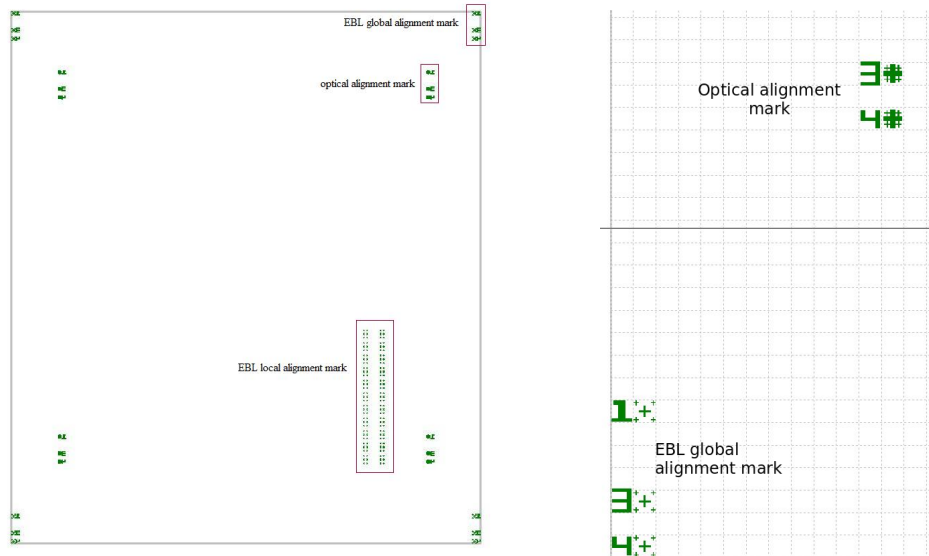 EBL global alignment mark
optical alignment mark
EBL local alignment mark
Optical alignment
mark
3
4
1
EBL global
alignment mark
3
4